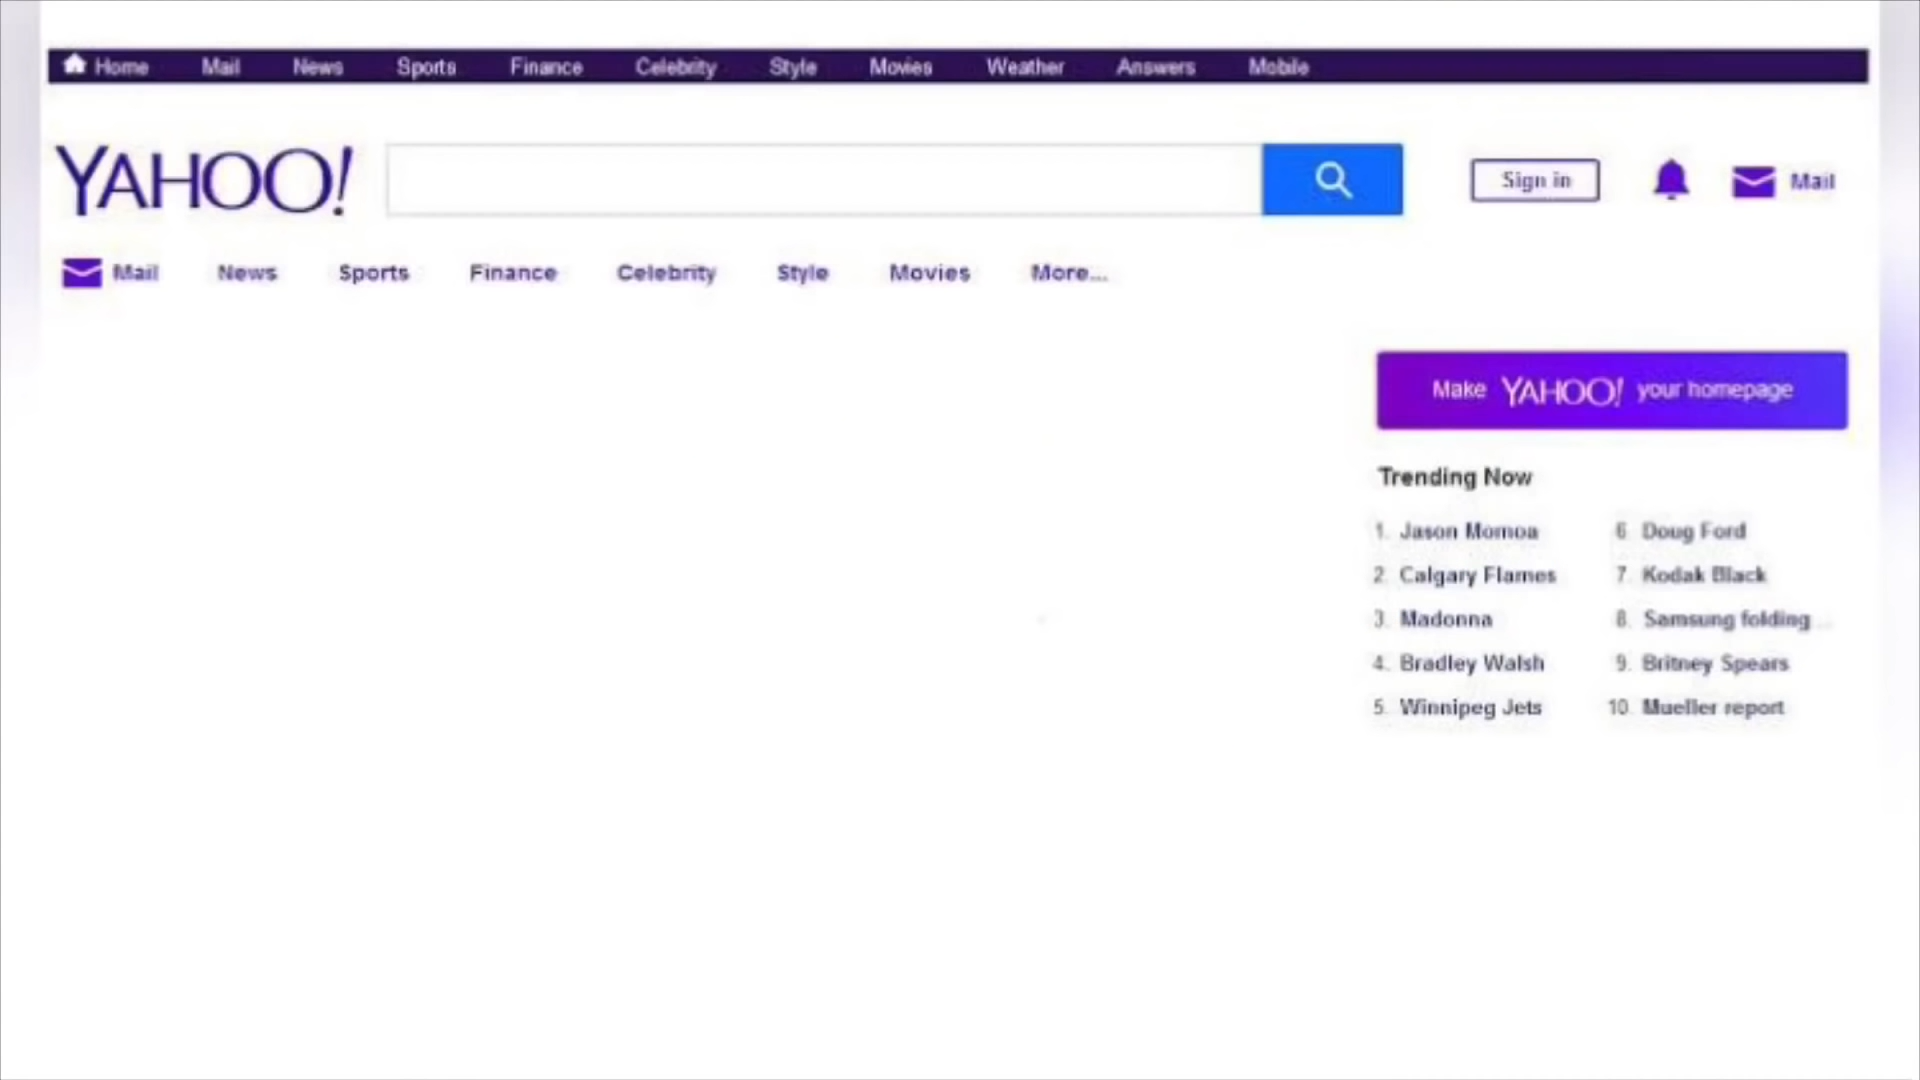 Home Mail News Sports Finance Celebrity Style Movies Weather Answers Mobile
YAHOO!
Sign in
Mail
Mail News Sports Finance Celebrity Style Movies More...
Make YAHOO! your homepage
Trending Now
1. Jason Momoa
2. Calgary Flames
3. Madonna
4. Bradley Walsh
5. Winnipeg Jets
6. Doug Ford
7. Kodak Black
8. Samsung folding ...
9. Britney Spears
10. Mueller report